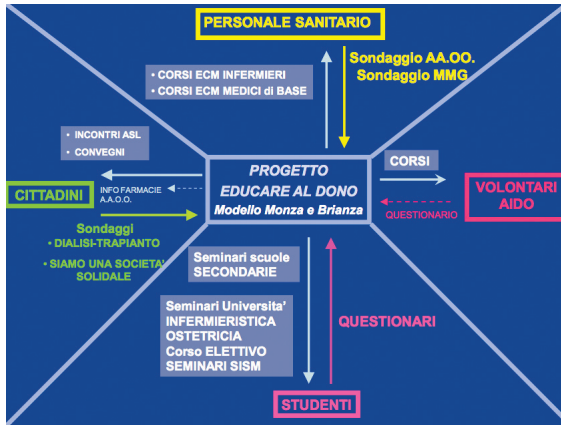 PERSONALE SANITARIO
• CORSI ECM INFERMIERI
• CORSI ECM MEDICI di BASE
Sondaggio AA.OO.
Sondaggio MMG
• INCONTRI ASL
• CONVEGNI
CITTADINI
INFO FARMACIE
A.A.O.O.
Sondaggi
• DIALISI-TRAPIANTO
• SIAMO UNA SOCIETA'
SOLIDALE
PROGETTO
EDUCARE AL DONO
Modello Monza e Brianza
CORSI
QUESTIONARIO
VOLONTARI
AIDO
Seminari scuole
SECONDARIE
Seminari Universita'
INFERMIERISTICA
OSTETRICIA
Corso ELETTIVO
SEMINARI SISM
QUESTIONARI
STUDENTI